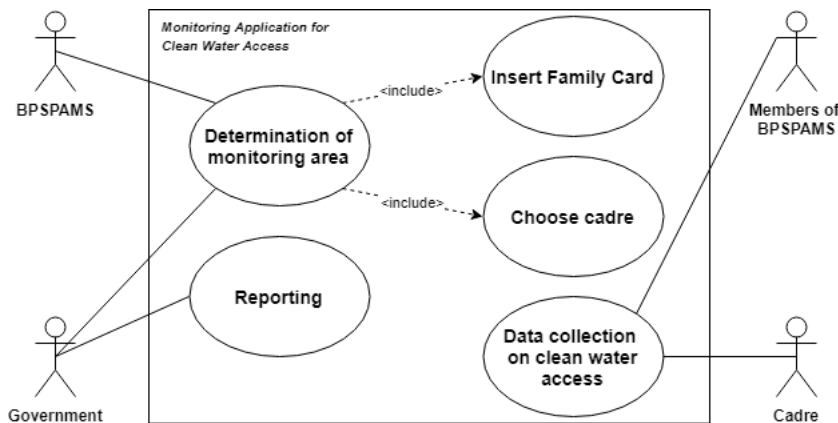 Monitoring Application for
Clean Water Access
BPSPAMS
Determination of
monitoring area
<include>
Insert Family Card
Members of
BPSPAMS
<include>
Choose cadre
Reporting
Data collection
on clean water
access
Government
Cadre